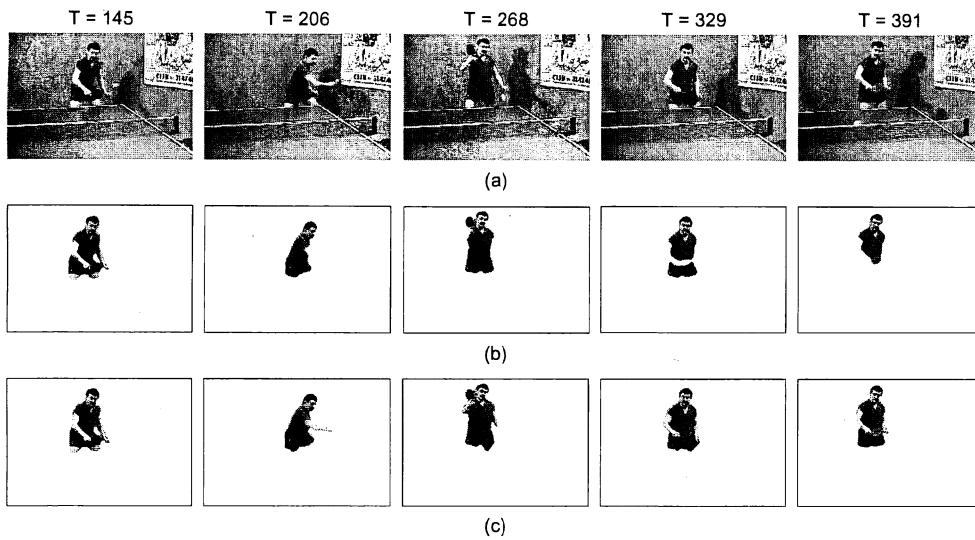 T = 145 T = 206 T = 268 T = 329 T = 391
(a)
(b)
(c)